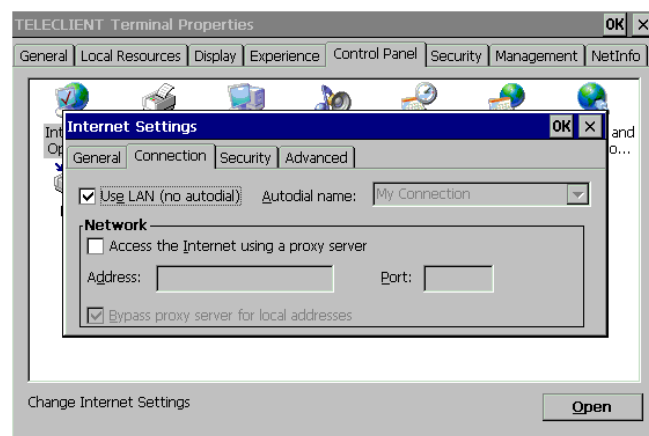 TELECLIENT Terminal Properties OK ×
General Local Resources Display Experience Control Panel Security Management NetInfo
Internet Settings OK ×
and
General Connection Security Advanced
Use LAN (no autodial) Autodial name: My Connection
Network
Access the Internet using a proxy server
Address: Port:
Bypass proxy server for local addresses
Change Internet Settings Open